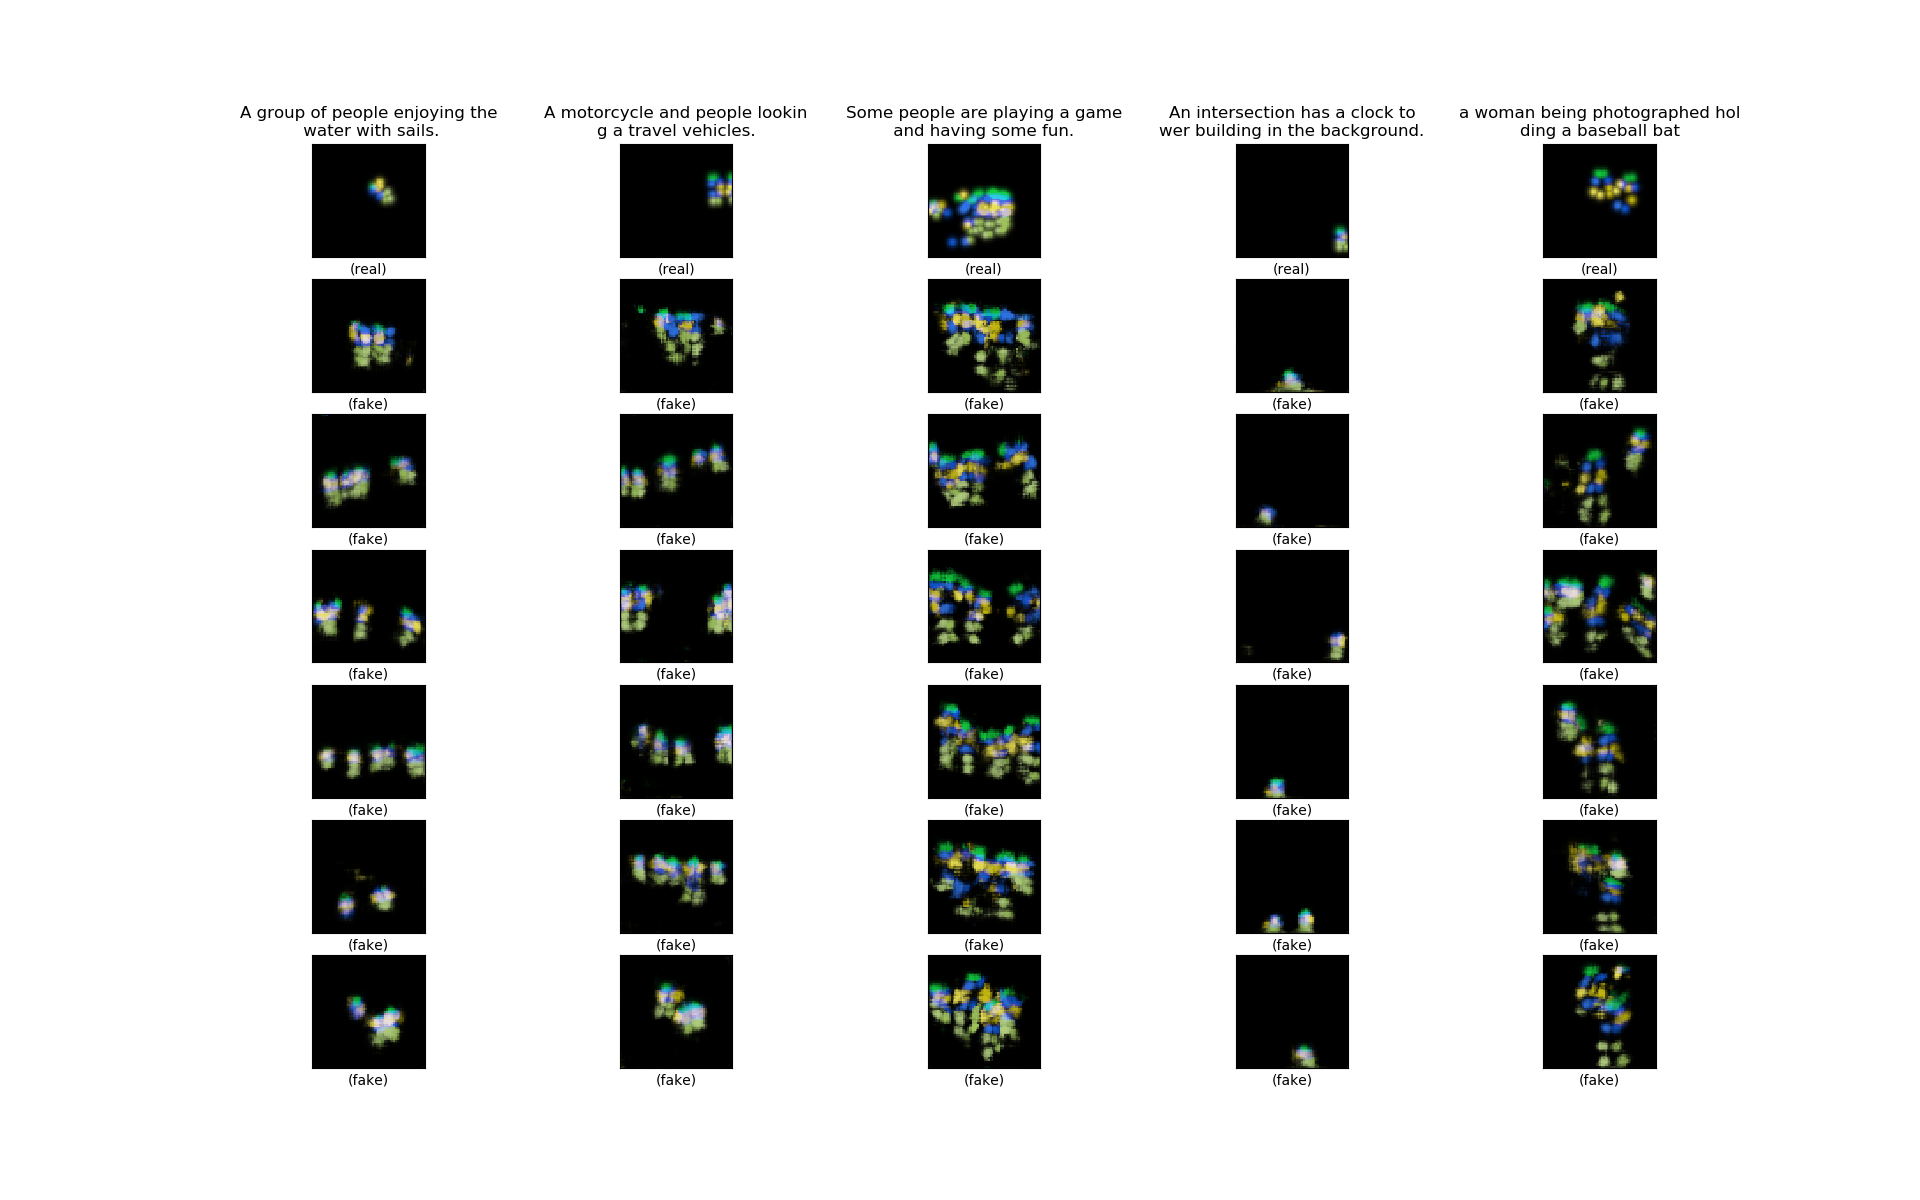 A group of people enjoying the
water with sails.
A motorcycle and people lookin
g a travel vehicles.
Some people are playing a game
and having some fun.
An intersection has a clock to
wer building in the background.
a woman being photographed hol
ding a baseball bat
(real) (real) (real) (real) (real)
(fake) (fake) (fake) (fake) (fake)
(fake) (fake) (fake) (fake) (fake)
(fake) (fake) (fake) (fake) (fake)
(fake) (fake) (fake) (fake) (fake)
(fake) (fake) (fake) (fake) (fake)
(fake) (fake) (fake) (fake) (fake)